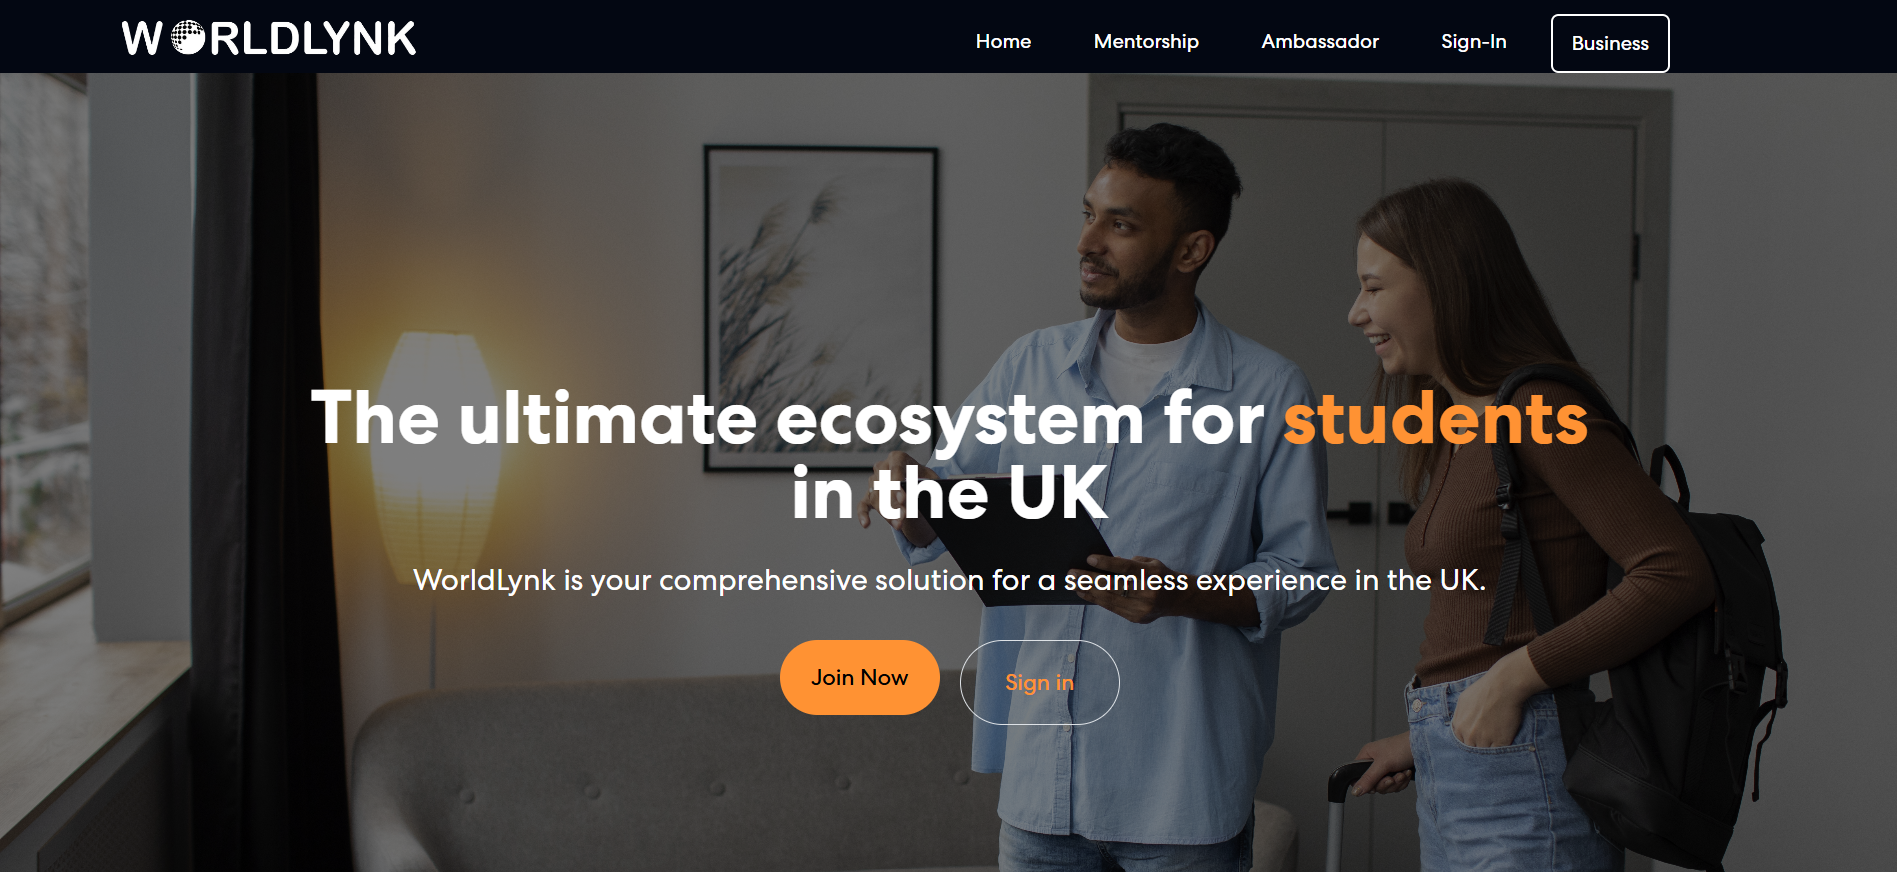 WORLDLYNK
Home
Mentorship
Ambassador
Sign-In
Business
The ultimate ecosystem for students
in the UK
WorldLynk is your comprehensive solution for a seamless experience in the UK.
Join Now
Sign in